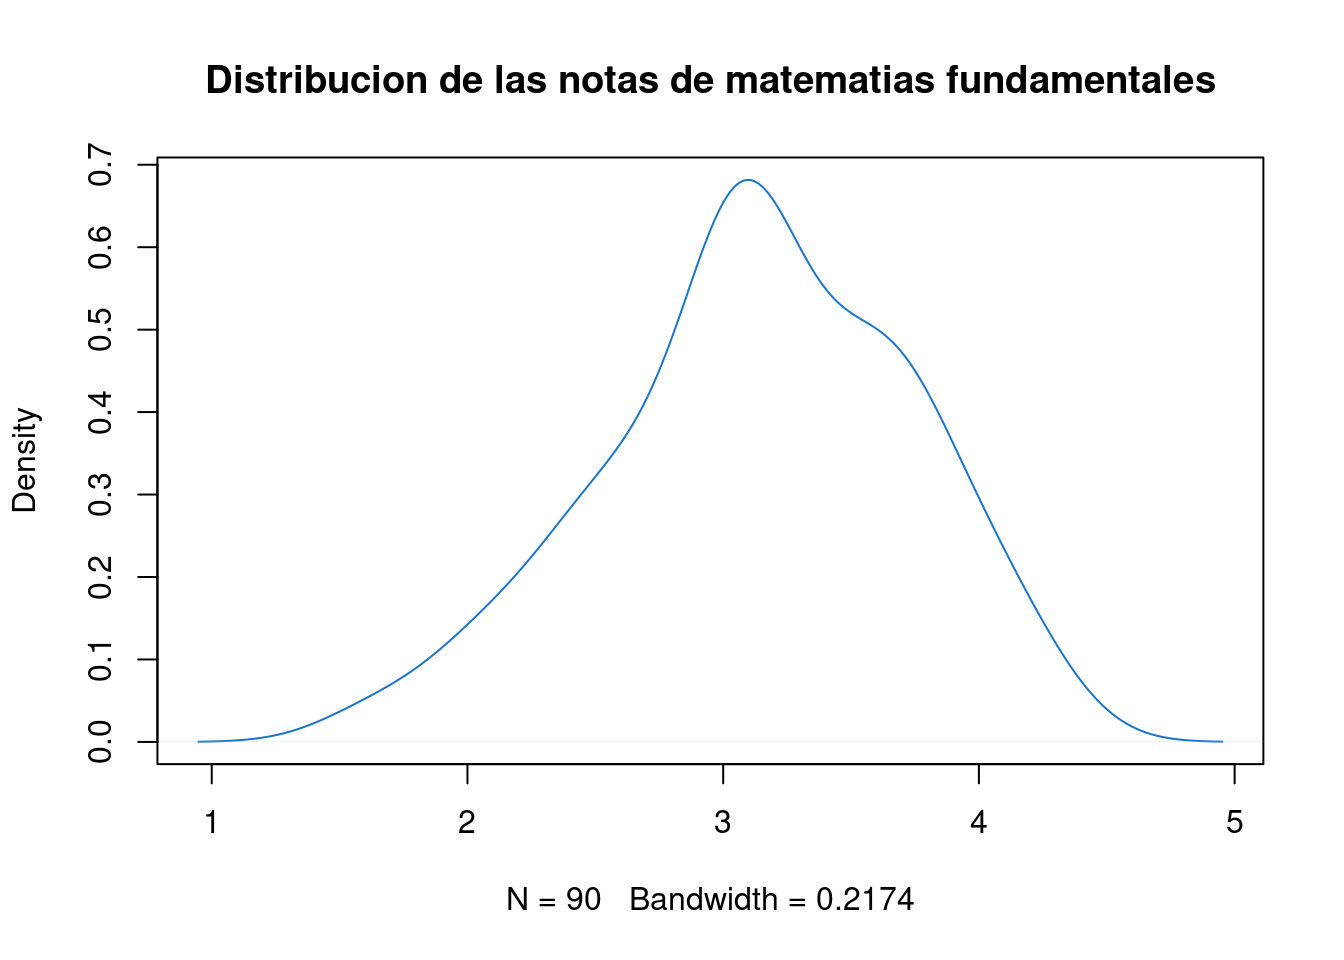 Distribucion de las notas de matematias fundamentales
Density
0.7
0.6
0.5
0.4
0.3
0.2
0.1
0.0
1 2 3 4 5
N = 90 Bandwidth = 0.2174